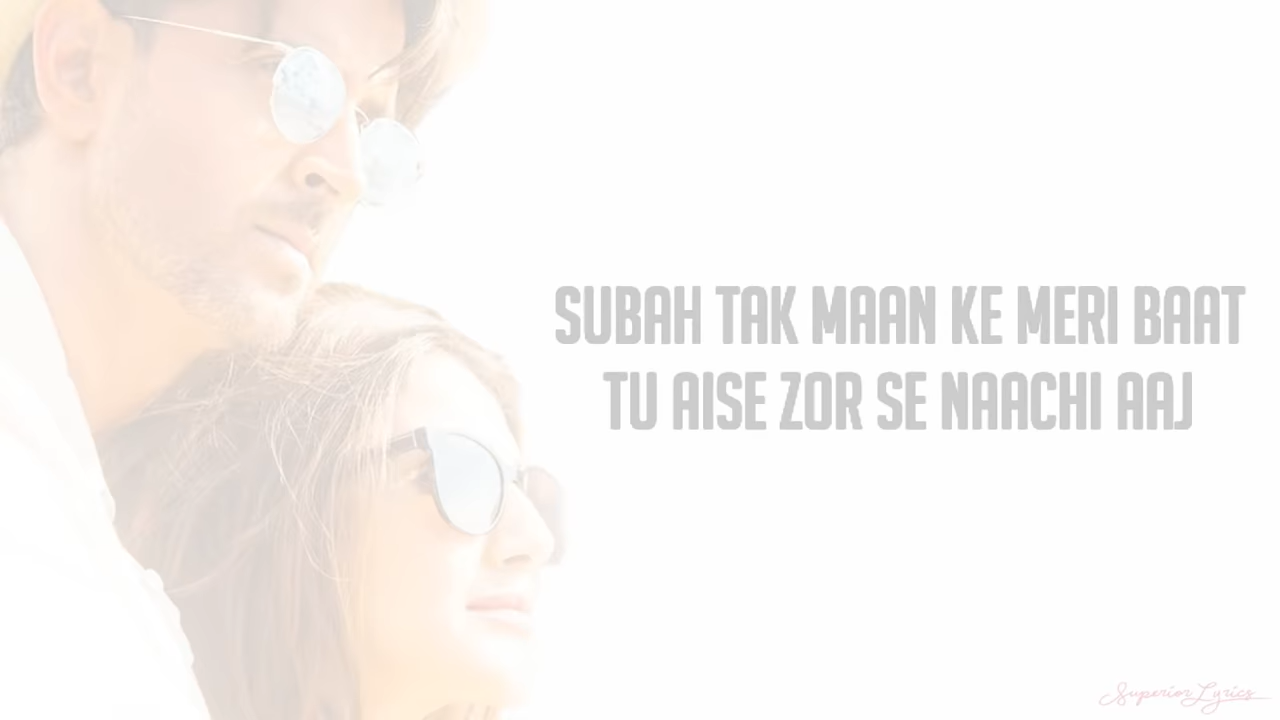 SUBAH TAK MAAN KE MERI BAAT
TU AISE ZOR SE NAACHI AAJ
Superior Lyrics